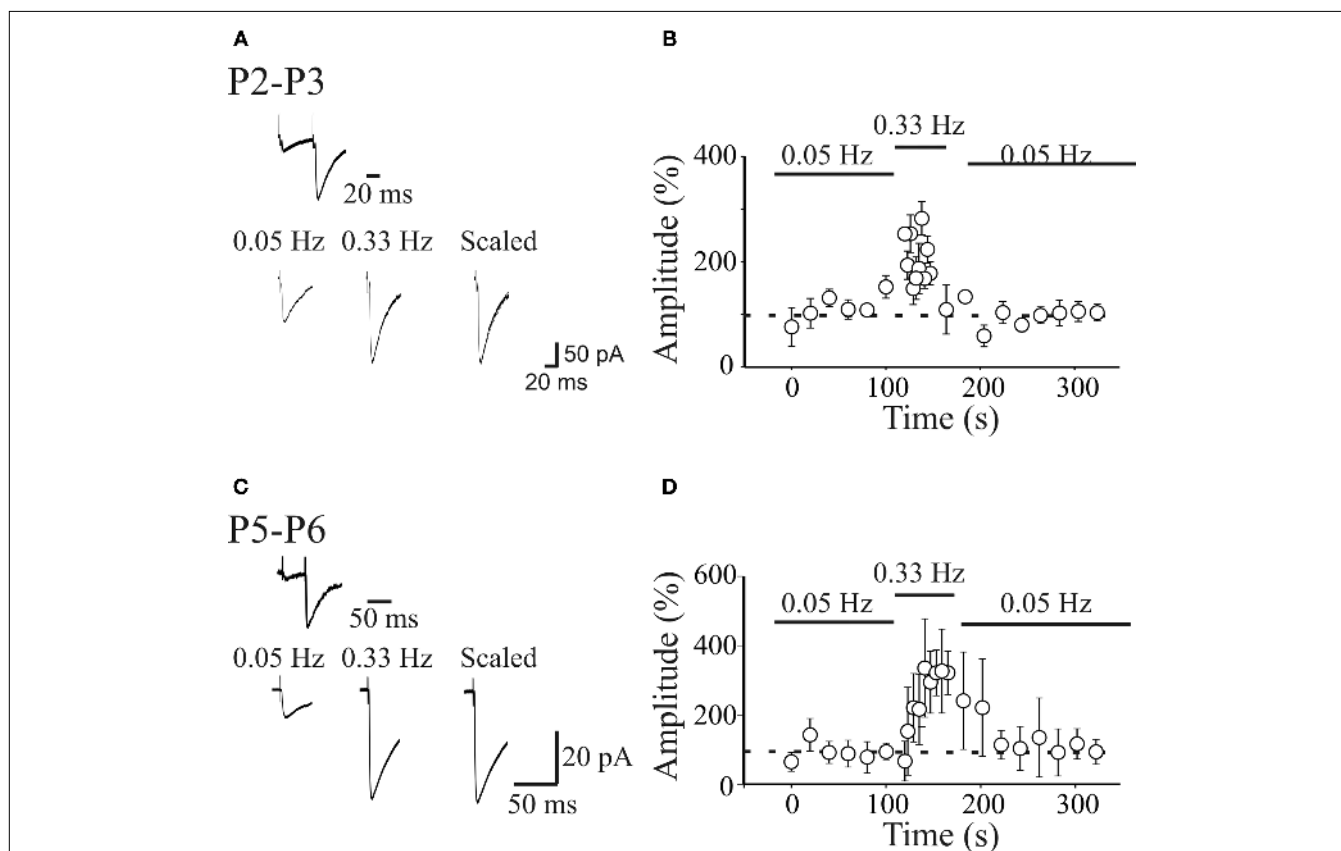 A
P2-P3
20 ms
0.05 Hz 0.33 Hz Scaled
50 pA
20 ms
B
0.33 Hz
0.05 Hz 0.05 Hz
400
200
0
Amplitude (%)
0 100 200 300
Time (s)
C
P5-P6
50 ms
0.05 Hz 0.33 Hz Scaled
20 pA
50 ms
D
0.33 Hz
0.05 Hz 0.05 Hz
600
400
200
0
Amplitude (%)
0 100 200 300
Time (s)